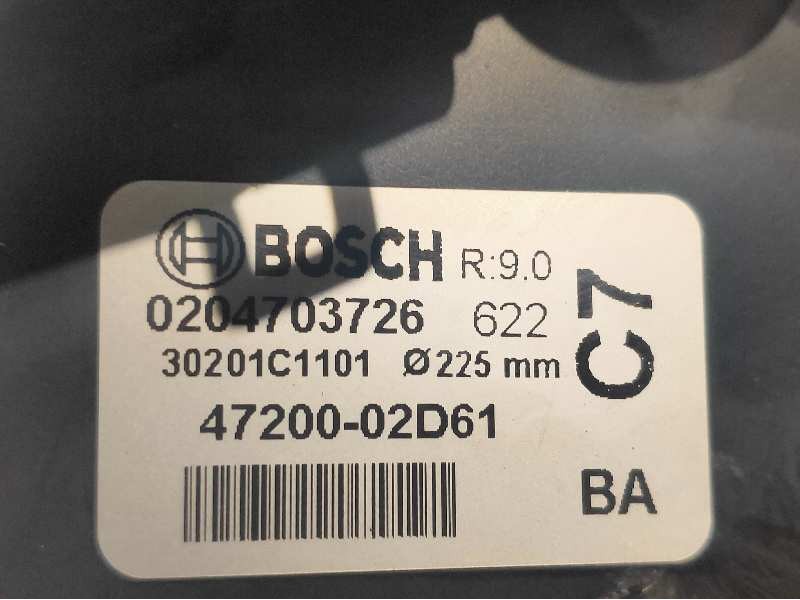 BOSCH R:9.0
0204703726 622
30201C1101 Ø225 mm
47200-02D61
C7
BA